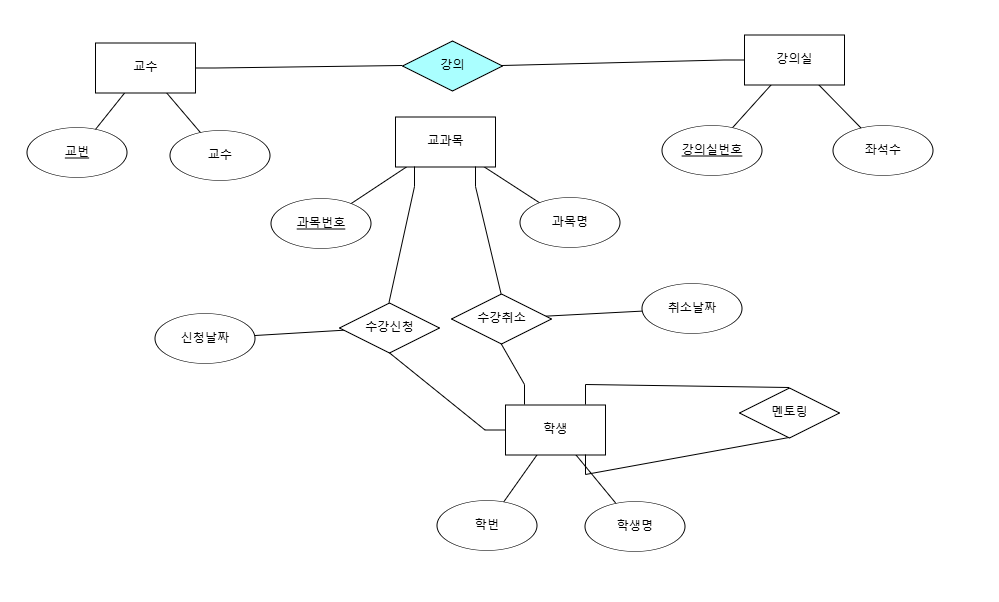 교수
강의
강의실
교과목
교번
교수
강의실번호
좌석수
과목번호
과목명
신청날짜
수강신청
수강취소
취소날짜
멘토링
학생
학번
학생명